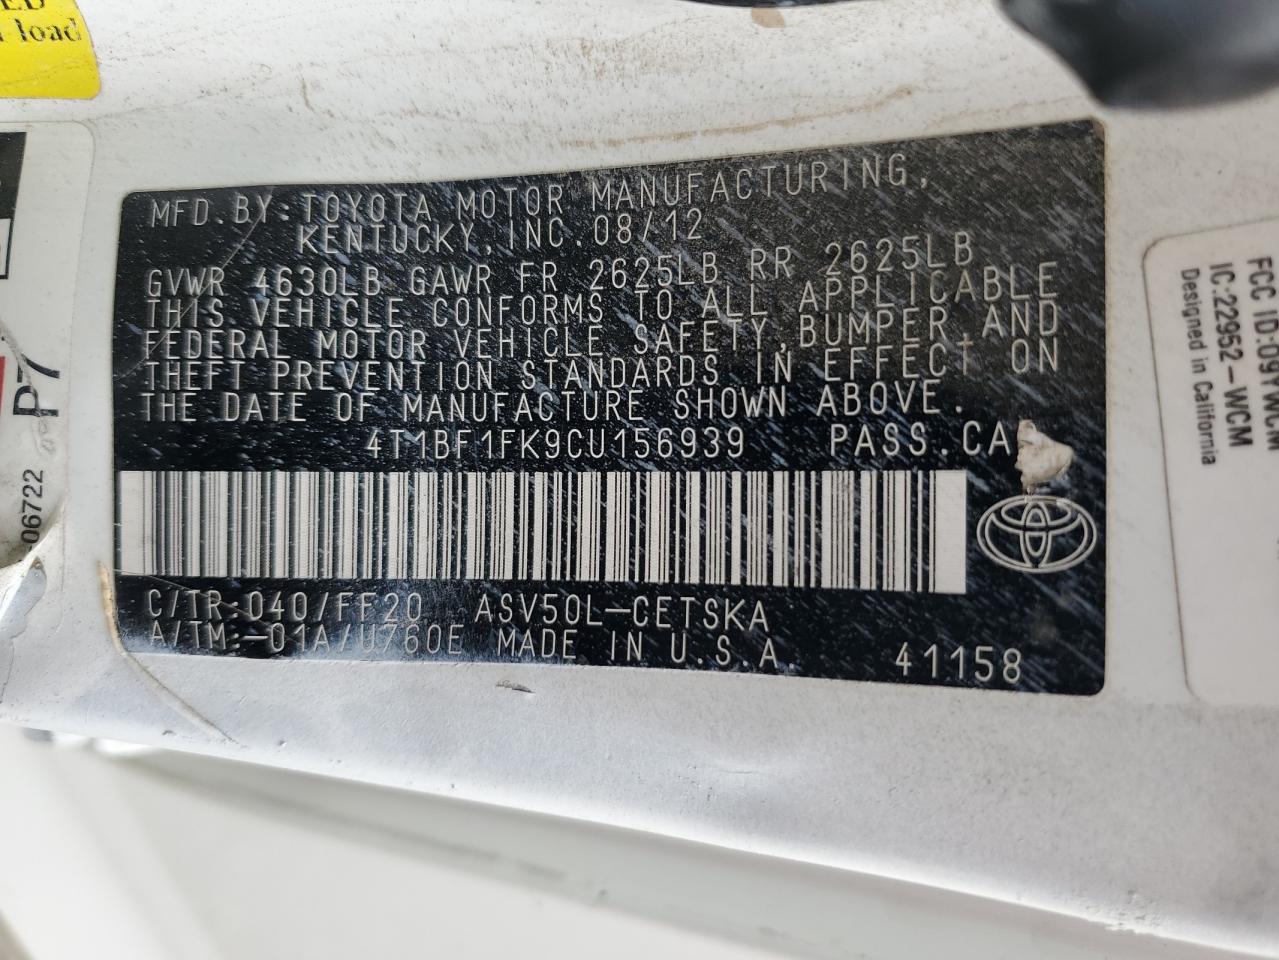 ED
load
P7
06722
MFD. BY: TOYOTA MOTOR MANUFACTURING,
KENTUCKY, INC. 08/12
GVWR 4630LB GAWR FR 2625LB RR 2625LB
THIS VEHICLE CONFORMS TO ALL APPLICABLE
FEDERAL MOTOR VEHICLE SAFETY, BUMPER, AND
THEFT PREVENTION STANDARDS IN EFFECT ON
THE DATE OF MANUFACTURE SHOWN ABOVE.
4T1BF1FK9CU156939 PASS. CA
C/TR 040/FF20 ASV50L-CETSKA
A/TM:-01A/U760E MADE IN U.S.A. 41158
FCC ID:O9YWCM
IC:22952-WCM
Designed in California